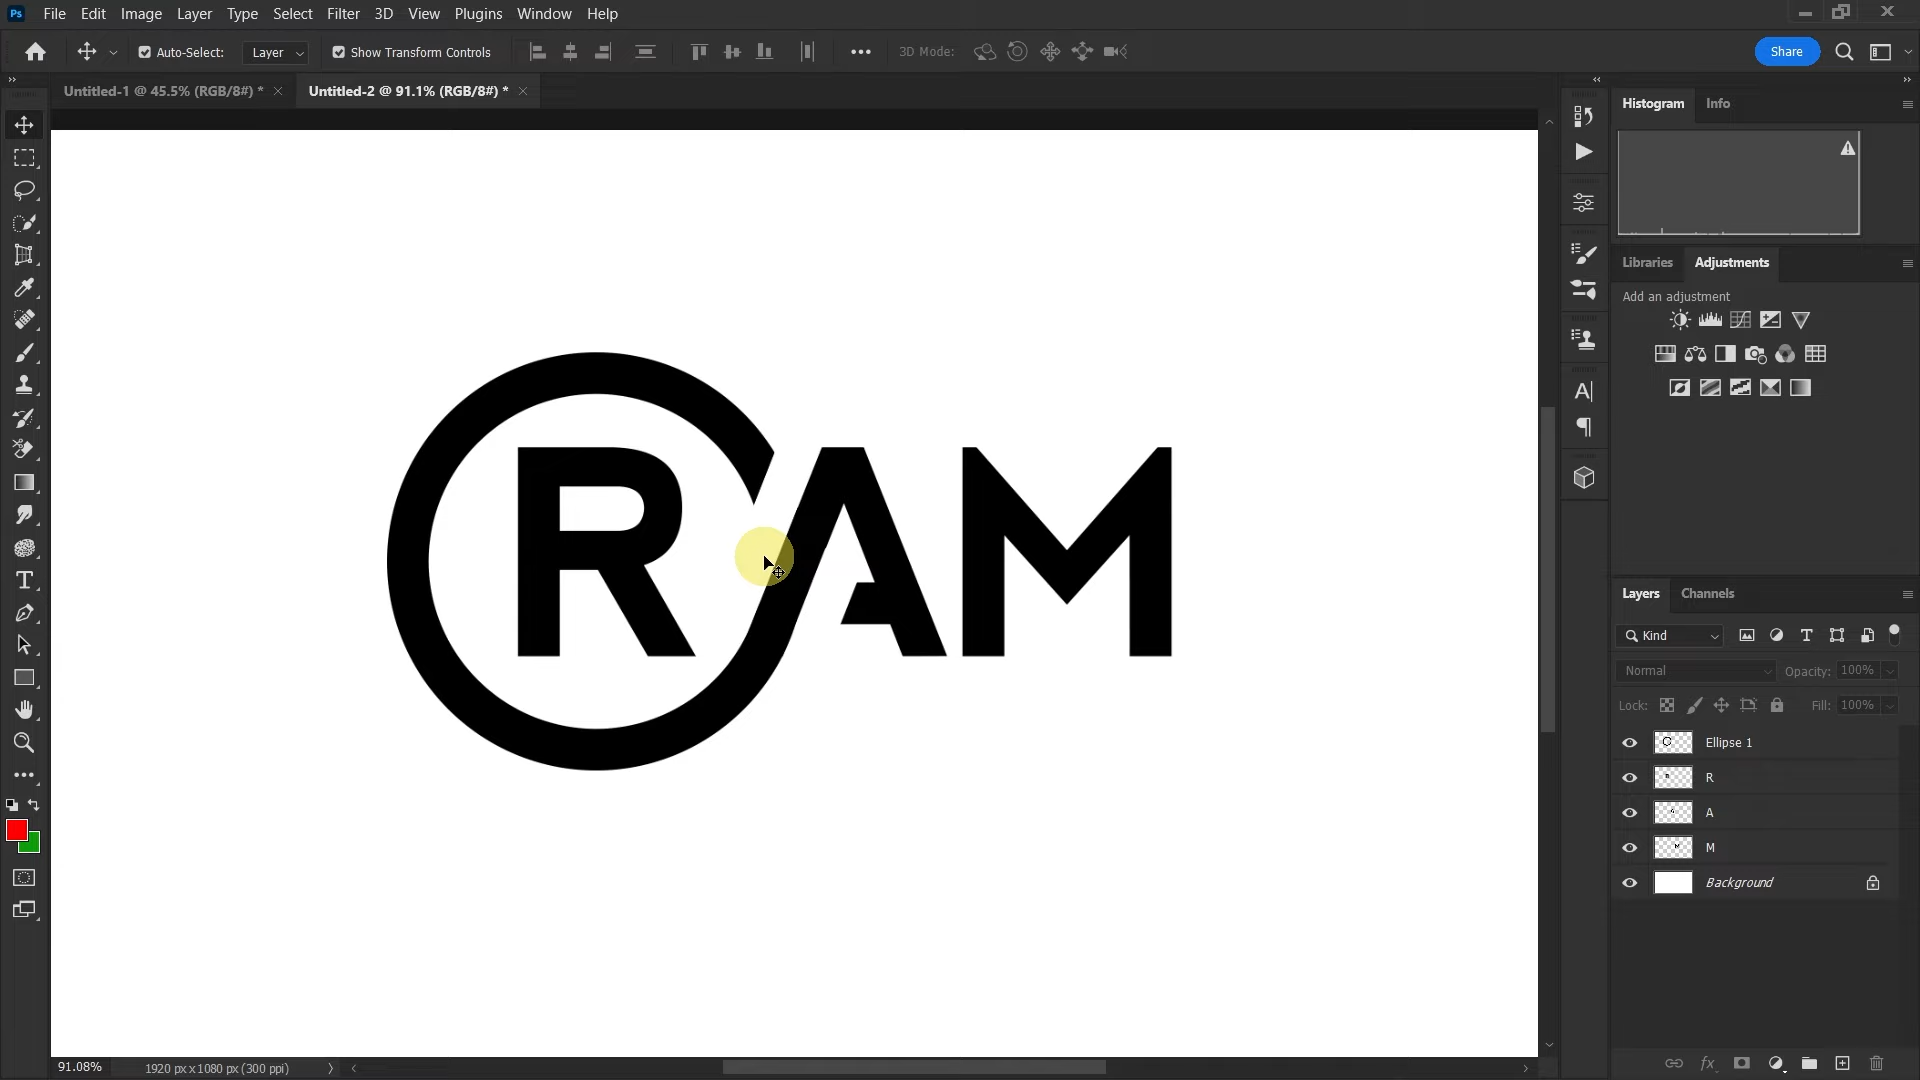 Ps File Edit Image Layer Type Select Filter 3D View Plugins Window Help
Auto-Select: Layer Show Transform Controls 3D Mode: Share
Untitled-1 @ 45.5% (RGB/8#) * Untitled-2 @ 91.1% (RGB/8#) *
Histogram Info
Libraries Adjustments
Add an adjustment
RAM
Layers Channels
Kind
Normal Opacity: 100%
Lock: Fill: 100%
Ellipse 1
R
A
M
Background
91.08% 1920 px x 1080 px (300 ppi)